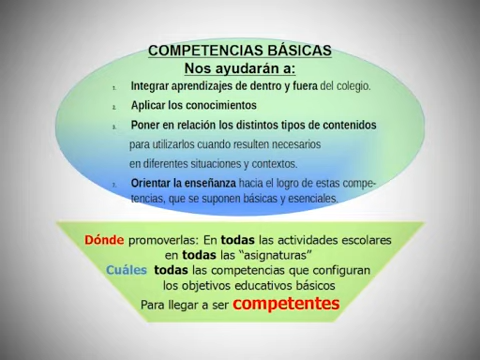 COMPETENCIAS BÁSICAS
Nos ayudarán a:
1. Integrar aprendizajes de dentro y fuera del colegio.
2. Aplicar los conocimientos
3. Poner en relación los distintos tipos de contenidos
para utilizarlos cuando resulten necesarios
en diferentes situaciones y contextos.
Orientar la enseñanza hacia el logro de estas compe-
tencias, que se suponen básicas y esenciales.
Dónde promoverlas: En todas las actividades escolares
en todas las “asignaturas”
Cuáles todas las competencias que configuran
los objetivos educativos básicos
Para llegar a ser competentes